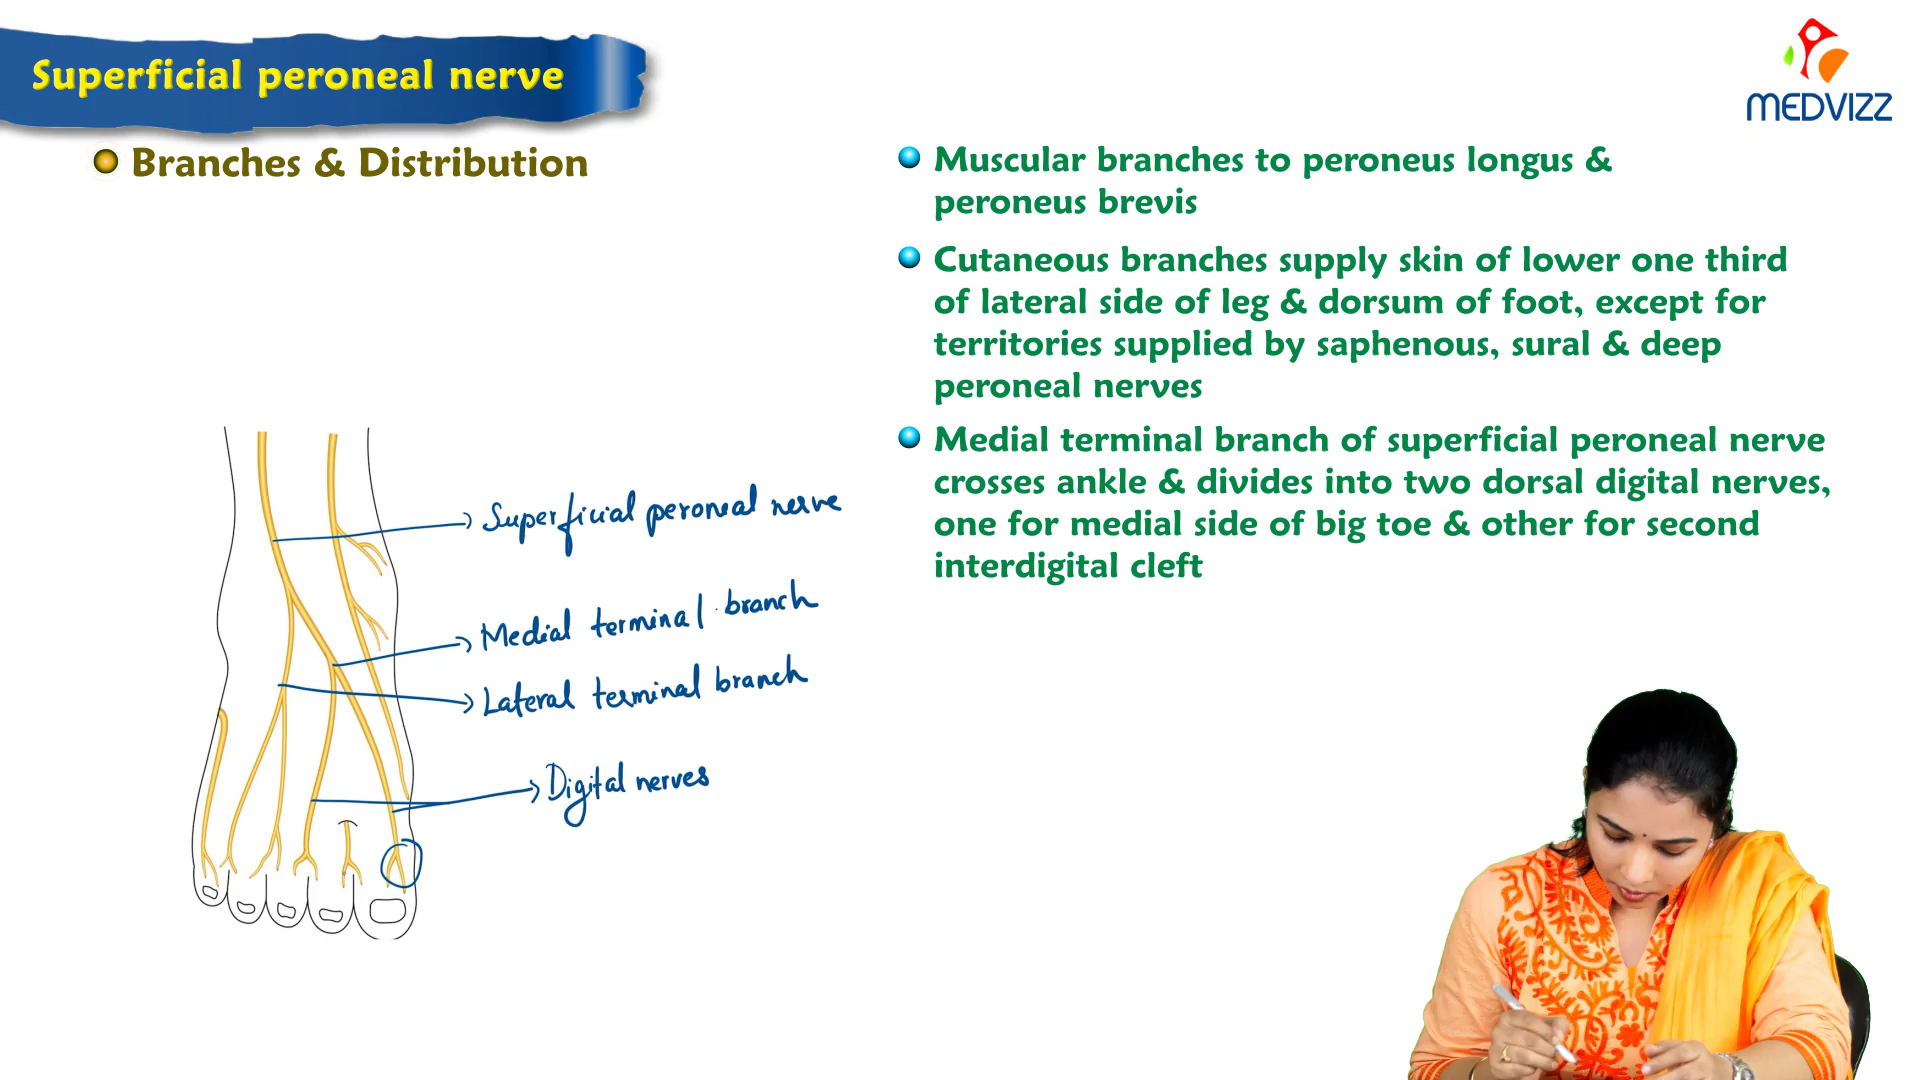 Superficial peroneal nerve
MEDVIZZ
Branches & Distribution
Muscular branches to peroneus longus &
peroneus brevis
Cutaneous branches supply skin of lower one third
of lateral side of leg & dorsum of foot, except for
territories supplied by saphenous, sural & deep
peroneal nerves
Medial terminal branch of superficial peroneal nerve
crosses ankle & divides into two dorsal digital nerves,
one for medial side of big toe & other for second
interdigital cleft
Superficial peroneal nerve
Medial terminal branch
Lateral terminal branch
Digital nerves